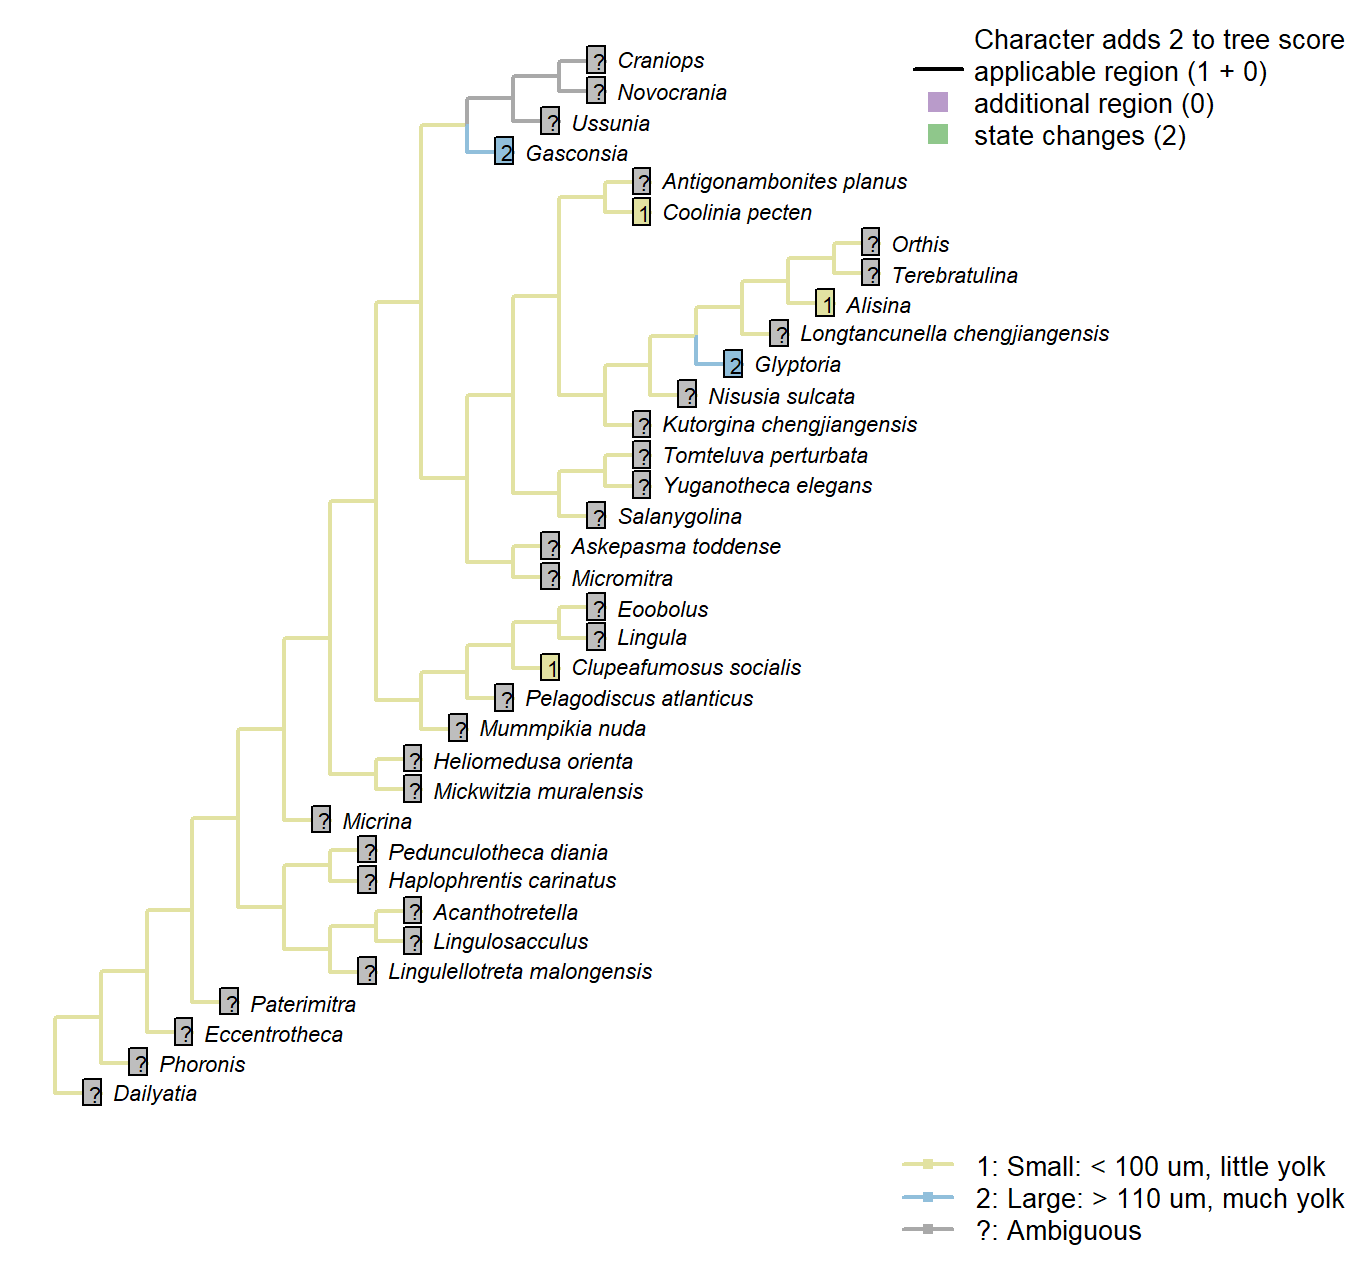 Character adds 2 to tree score
applicable region (1 + 0)
additional region (0)
state changes (2)
? Craniops
? Novocrania
? Ussunia
2 Gasconsia
? Antigonambonites planus
1 Coolinia pecten
? Orthis
? Terebratulina
1 Alisina
? Longtancunella chengjiangensis
2 Glyptoria
? Nisusia sulcata
? Kutorgina chengjiangensis
? Tomteluva perturbata
? Yuganotheca elegans
? Salanygolina
? Askepasma toddense
? Micromitra
? Eoobolus
? Lingula
1 Clupeafumosus socialis
? Pelagodiscus atlanticus
? Mummpikia nuda
? Heliomedusa orienta
? Mickwitzia muralensis
? Micrina
? Pedunculotheca diania
? Haplophrentis carinatus
? Acanthotretella
? Lingulosacculus
? Lingulellotreta malongensis
? Paterimitra
? Eccentrotheca
? Phoronis
? Dailyatia
1: Small: < 100 um, little yolk
2: Large: > 110 um, much yolk
?: Ambiguous